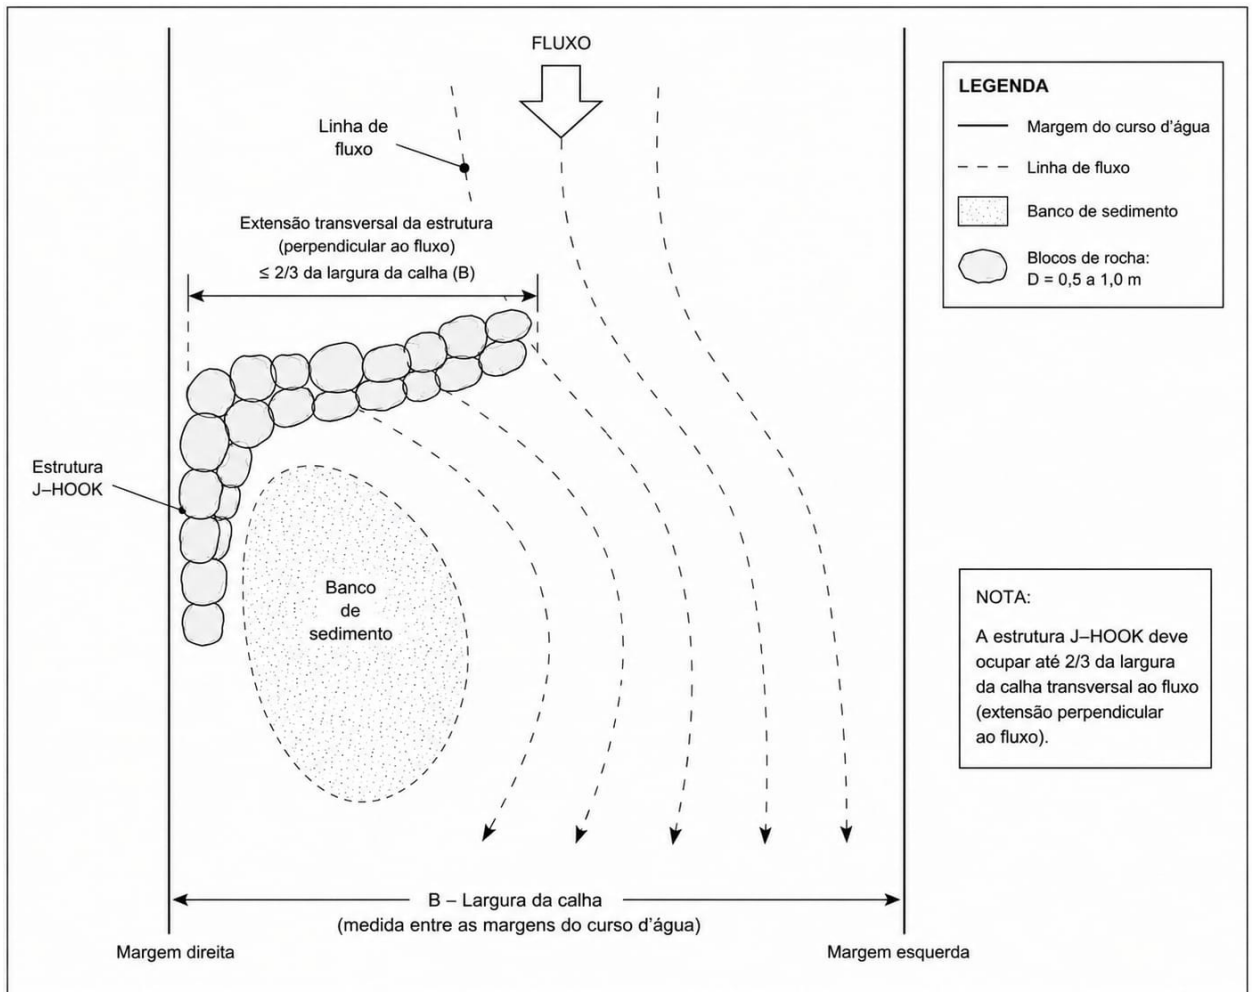 FLUXO
Linha de
fluxo
Extensão transversal da estrutura
(perpendicular ao fluxo)
≤ 2/3 da largura da calha (B)
Estrutura
J–HOOK
Banco
de
sedimento
B – Largura da calha
(medida entre as margens do curso d'água)
Margem direita
Margem esquerda
LEGENDA
Margem do curso d'água
Linha de fluxo
Banco de sedimento
Blocos de rocha:
D = 0,5 a 1,0 m
NOTA:
A estrutura J–HOOK deve
ocupar até 2/3 da largura
da calha transversal ao fluxo
(extensão perpendicular
ao fluxo).